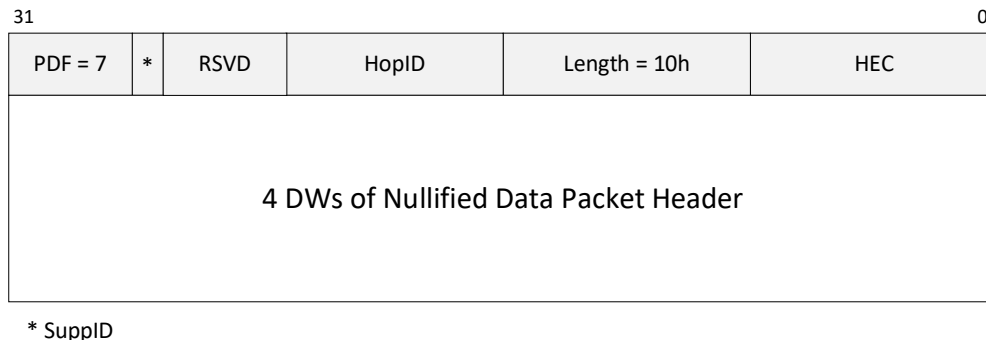 31 0
PDF = 7 * RSVD HopID Length = 10h HEC
4 DWs of Nullified Data Packet Header
* SuppID